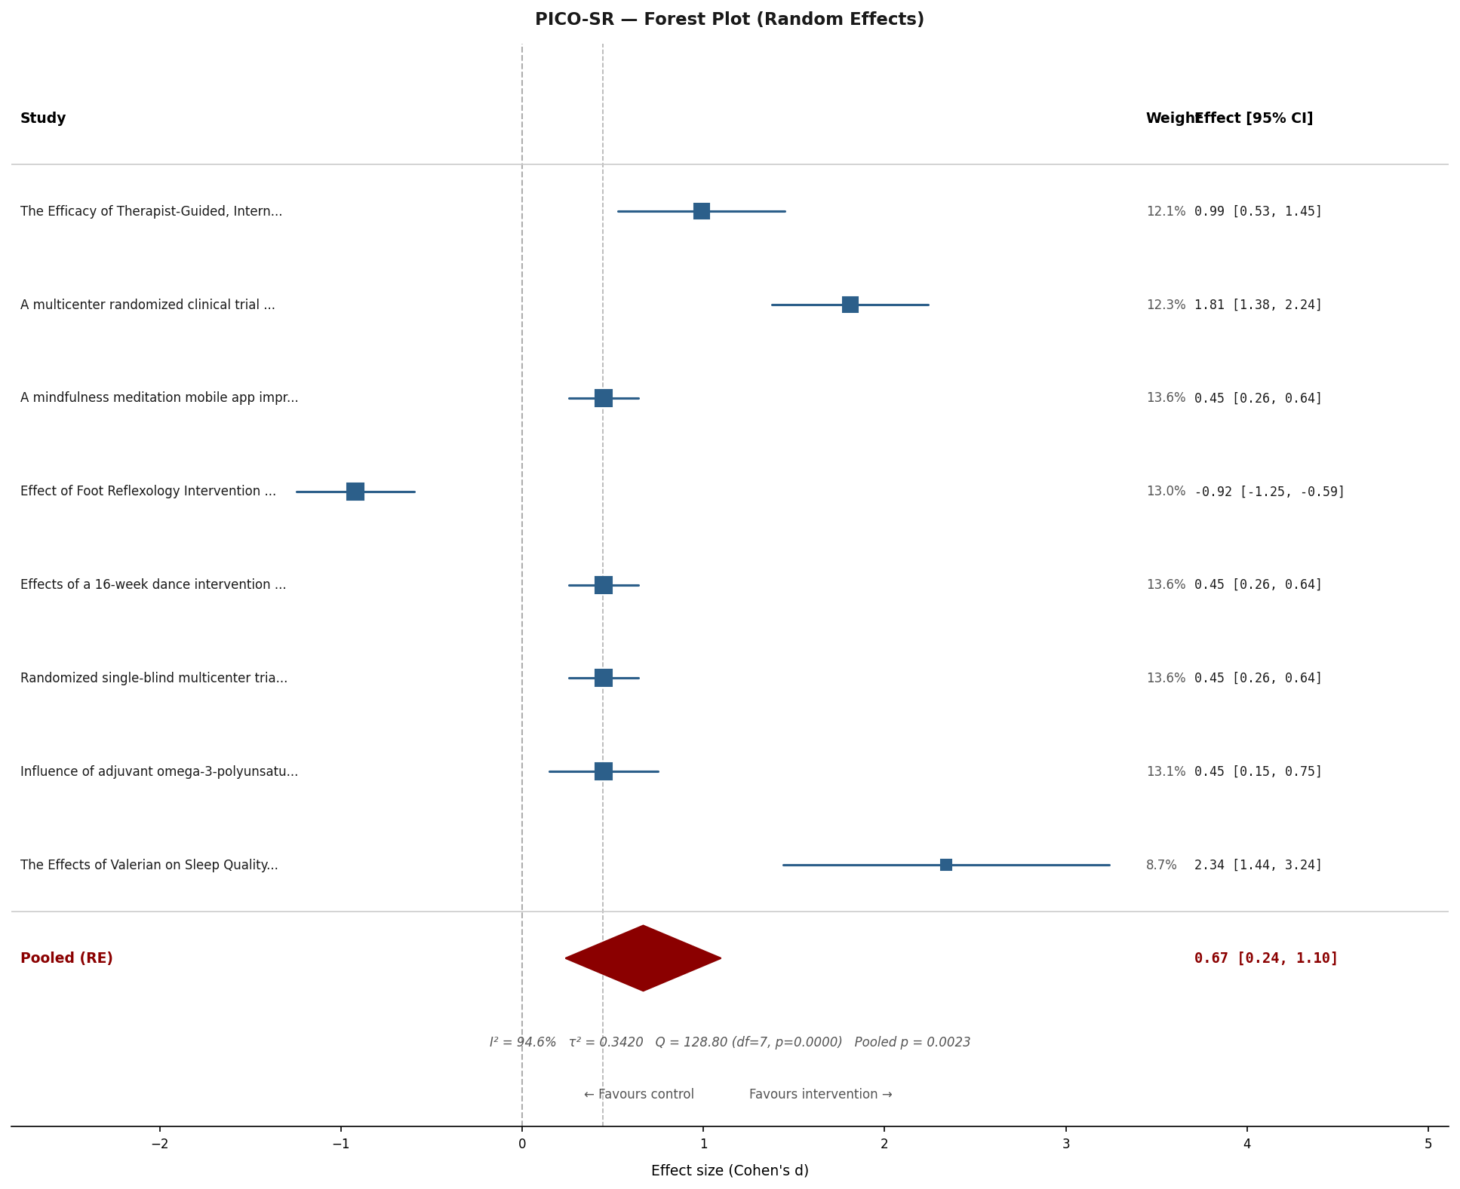 PICO-SR — Forest Plot (Random Effects)
Study Weight Effect [95% CI]
The Efficacy of Therapist-Guided, Intern... 12.1% 0.99 [0.53, 1.45]
A multicenter randomized clinical trial ... 12.3% 1.81 [1.38, 2.24]
A mindfulness meditation mobile app impr... 13.6% 0.45 [0.26, 0.64]
Effect of Foot Reflexology Intervention ... 13.0% -0.92 [-1.25, -0.59]
Effects of a 16-week dance intervention ... 13.6% 0.45 [0.26, 0.64]
Randomized single-blind multicenter tria... 13.6% 0.45 [0.26, 0.64]
Influence of adjuvant omega-3-polyunsatu... 13.1% 0.45 [0.15, 0.75]
The Effects of Valerian on Sleep Quality... 8.7% 2.34 [1.44, 3.24]
Pooled (RE) 0.67 [0.24, 1.10]
I² = 94.6% τ² = 0.3420 Q = 128.80 (df=7, p=0.0000) Pooled p = 0.0023
← Favours control Favours intervention →
−2 −1 0 1 2 3 4 5
Effect size (Cohen's d)